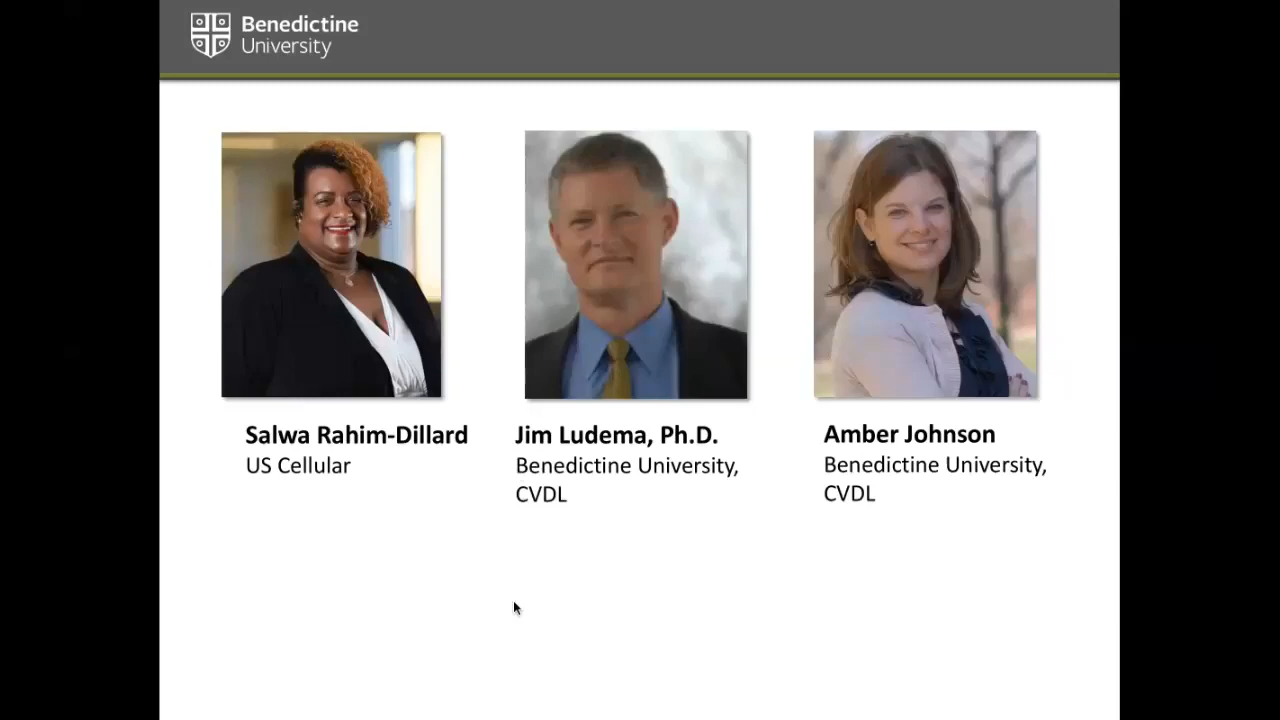 Benedictine
University
Salwa Rahim-Dillard
US Cellular
Jim Ludema, Ph.D.
Benedictine University,
CVDL
Amber Johnson
Benedictine University,
CVDL